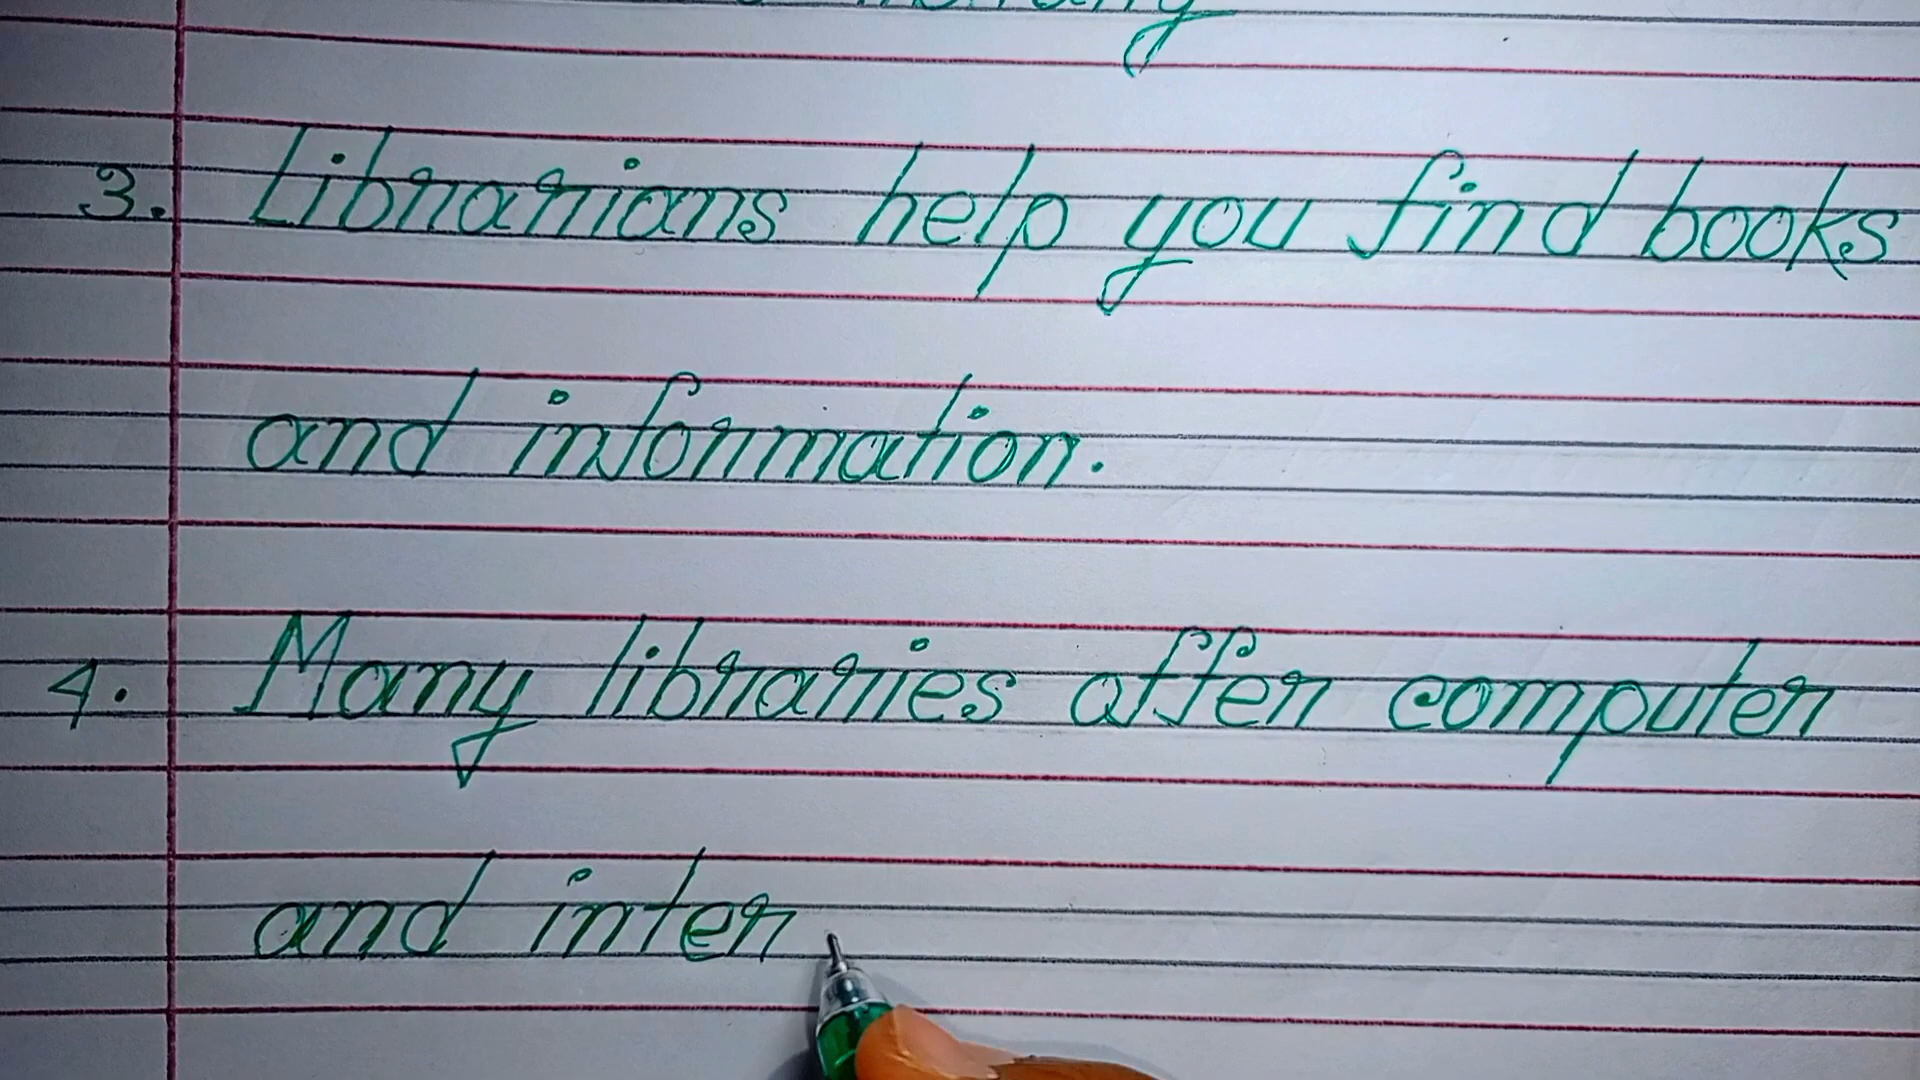 3. Librarians help you find books
and information.
4. Many libraries offer computer
and inter